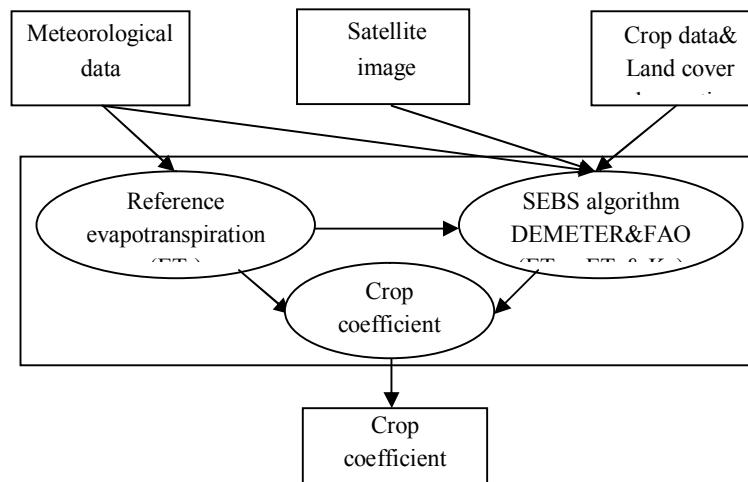 Meteorological
data
Satellite
image
Crop data&
Land cover
Reference
evapotranspiration
SEBS algorithm
DEMETER&FAO
Crop
coefficient
Crop
coefficient